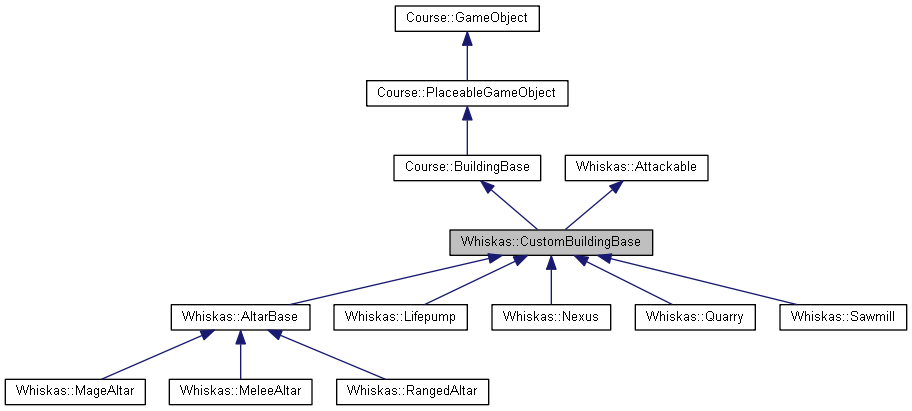 Course::GameObject
Course::PlaceableGameObject
Course::BuildingBase
Whiskas::Attackable
Whiskas::CustomBuildingBase
Whiskas::AltarBase
Whiskas::Lifepump
Whiskas::Nexus
Whiskas::Quarry
Whiskas::Sawmill
Whiskas::MageAltar
Whiskas::MeleeAltar
Whiskas::RangedAltar